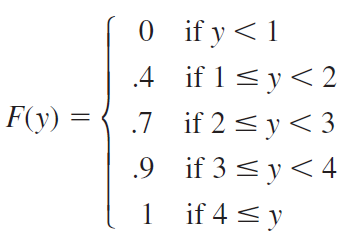 0 if y < 1
.4 if 1 ≤ y < 2
F(y) = .7 if 2 ≤ y < 3
.9 if 3 ≤ y < 4
1 if 4 ≤ y